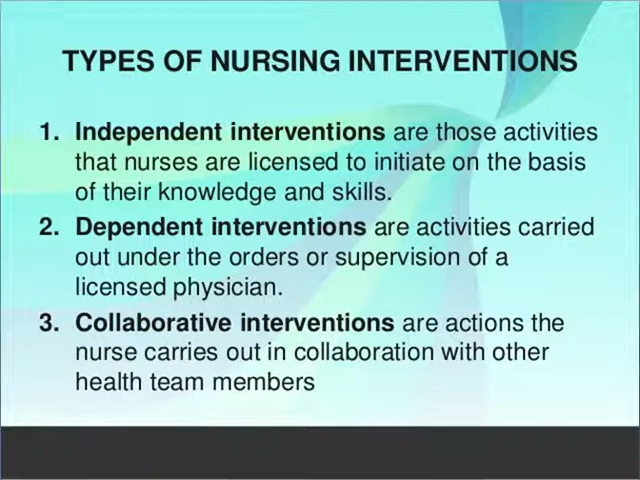 TYPES OF NURSING INTERVENTIONS
1. Independent interventions are those activities
that nurses are licensed to initiate on the basis
of their knowledge and skills.
2. Dependent interventions are activities carried
out under the orders or supervision of a
licensed physician.
3. Collaborative interventions are actions the
nurse carries out in collaboration with other
health team members